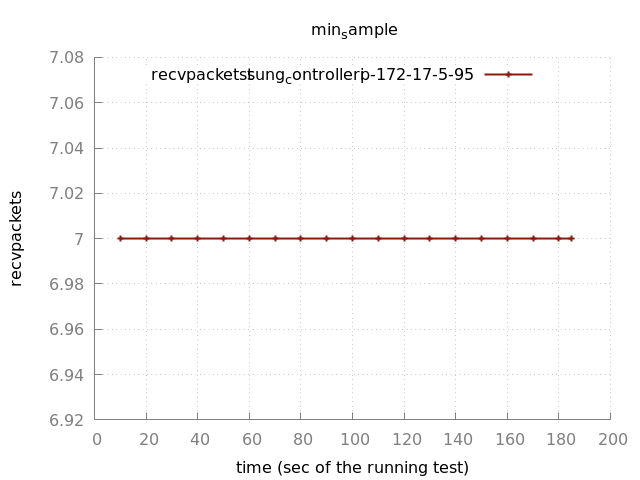 min_sample
7.08
recvpacketstsung_controllerip-172-17-5-95
7.06
7.04
7.02
7
6.98
6.96
6.94
6.92
recvpackets
0 20 40 60 80 100 120 140 160 180 200
time (sec of the running test)